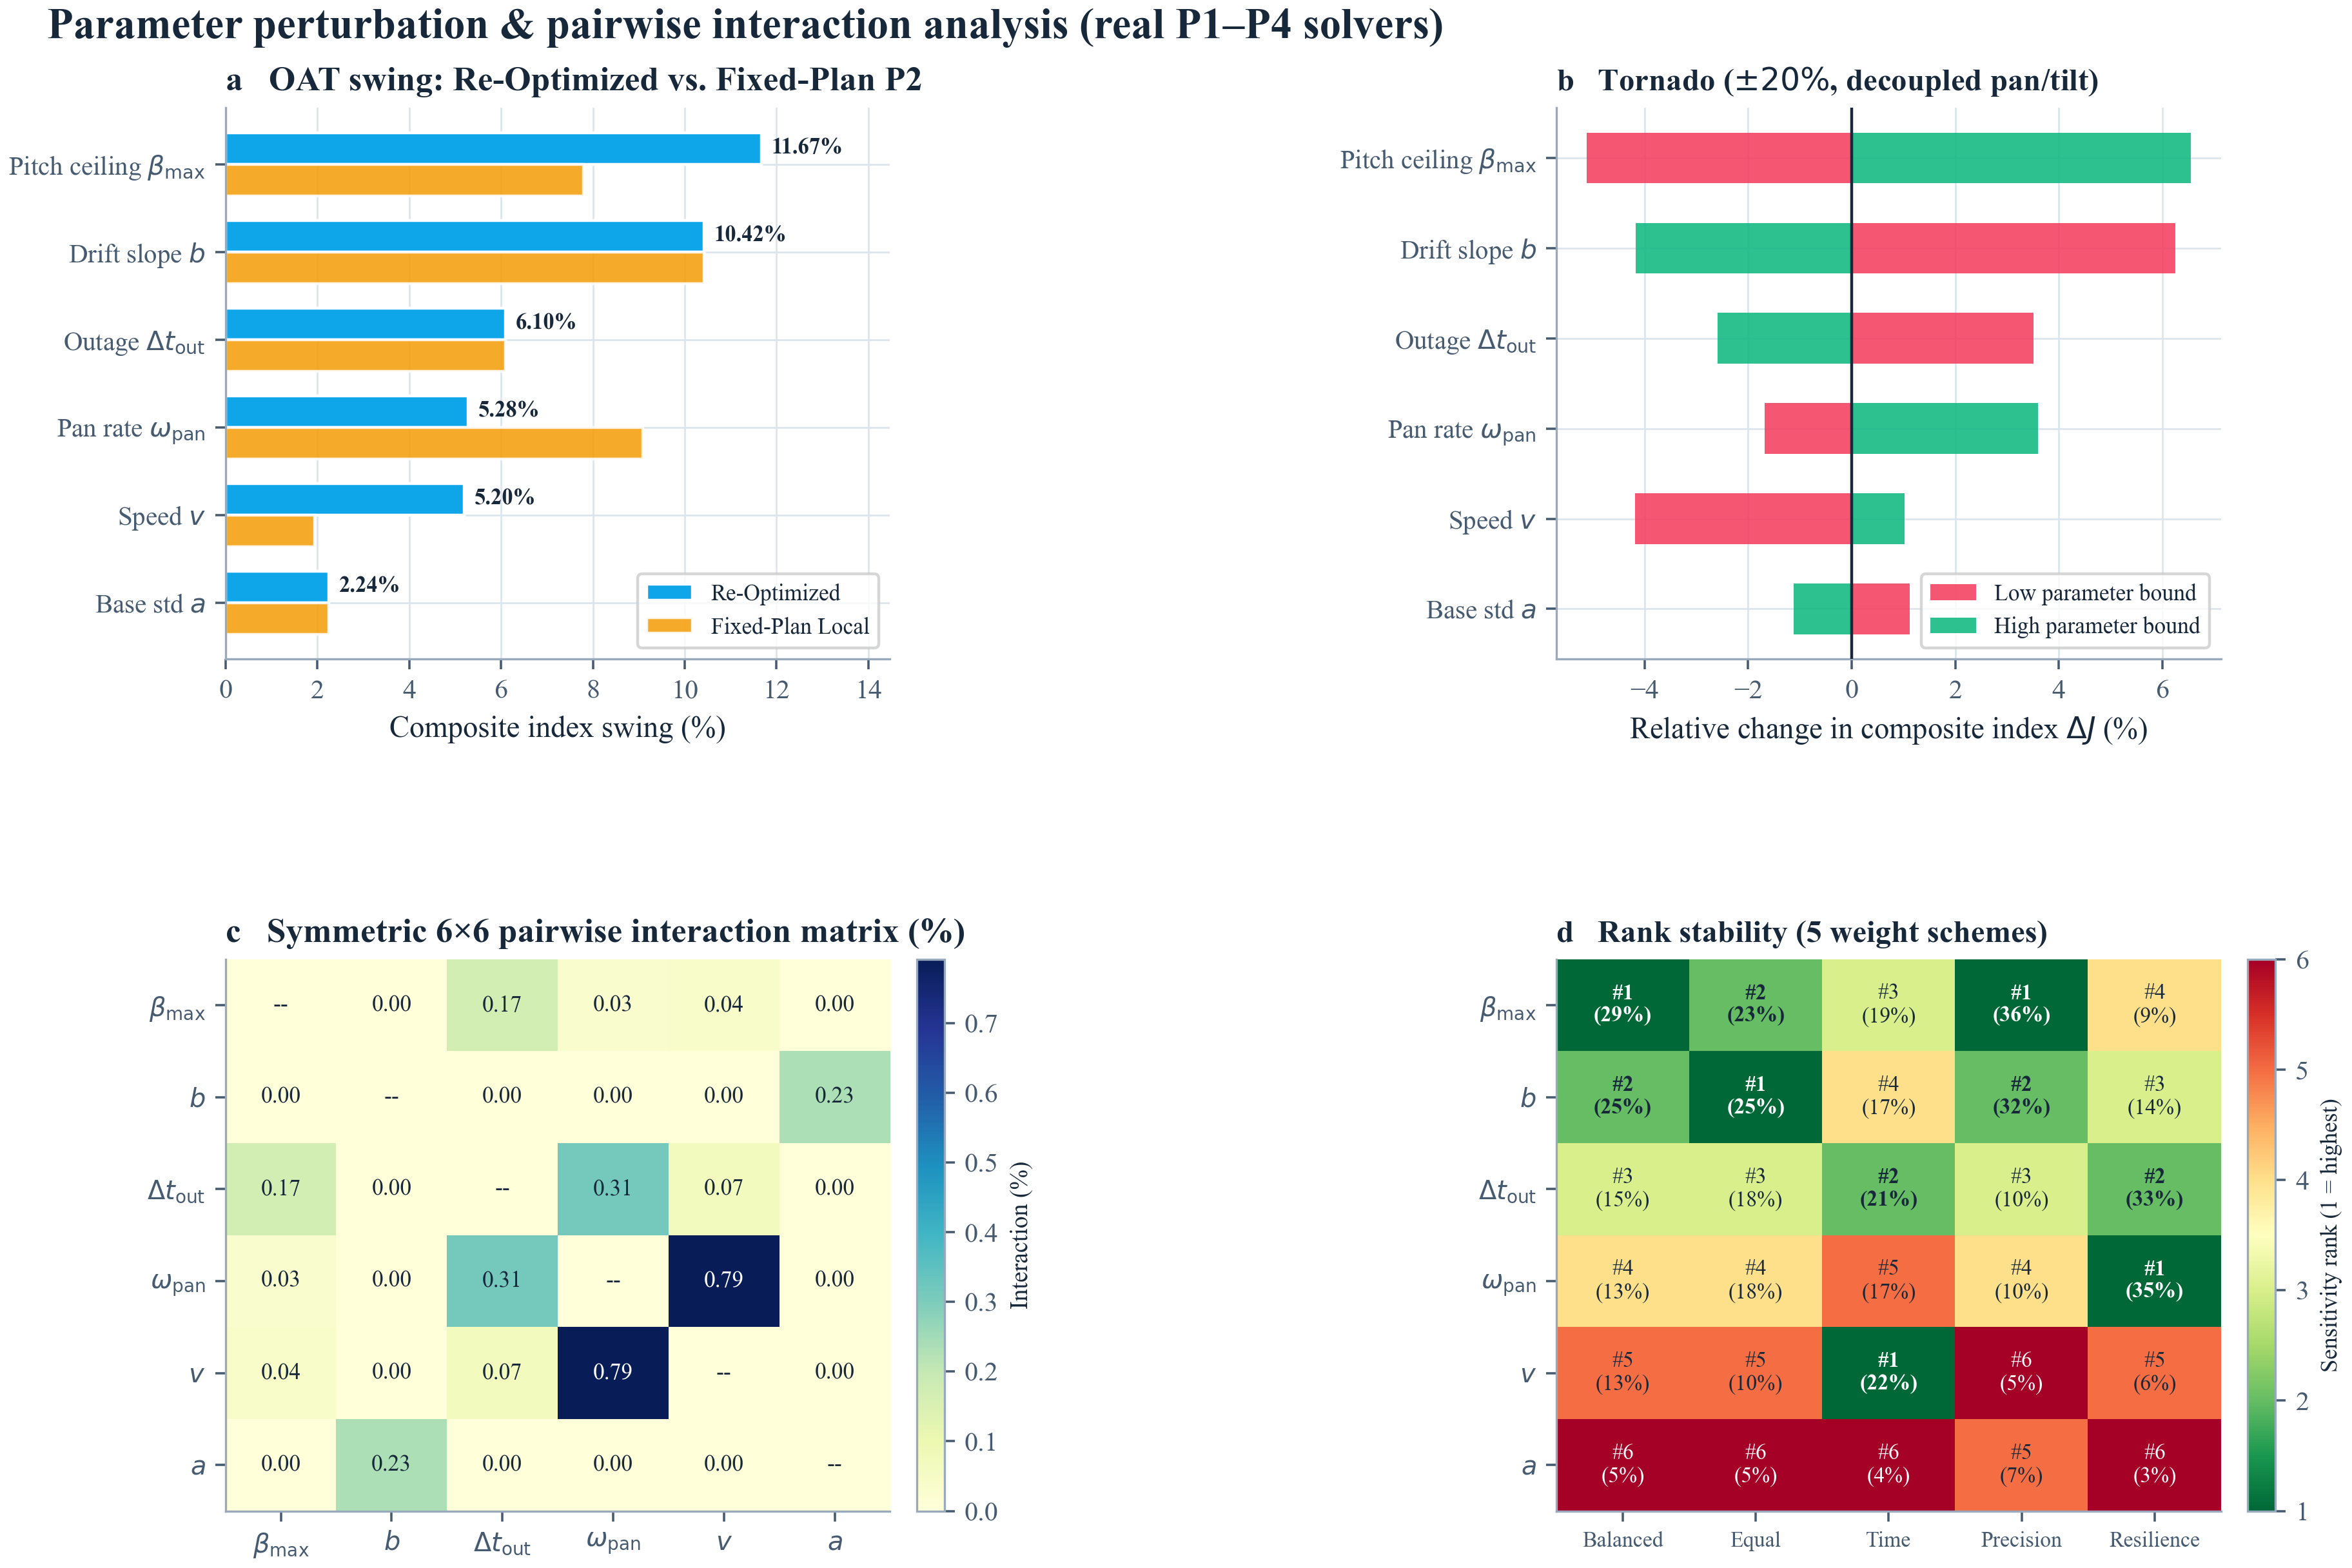 Parameter perturbation & pairwise interaction analysis (real P1–P4 solvers)
a OAT swing: Re-Optimized vs. Fixed-Plan P2
Pitch ceiling βmax
11.67%
Drift slope b
10.42%
Outage Δtout
6.10%
Pan rate ωpan
5.28%
Speed v
5.20%
Base std a
2.24%
Re-Optimized
Fixed-Plan Local
0 2 4 6 8 10 12 14
Composite index swing (%)
b Tornado (±20%, decoupled pan/tilt)
Pitch ceiling βmax
Drift slope b
Outage Δtout
Pan rate ωpan
Speed v
Base std a
Low parameter bound
High parameter bound
−4 −2 0 2 4 6
Relative change in composite index ΔJ (%)
c Symmetric 6×6 pairwise interaction matrix (%)
βmax -- 0.00 0.17 0.03 0.04 0.00
b 0.00 -- 0.00 0.00 0.00 0.23
Δtout 0.17 0.00 -- 0.31 0.07 0.00
ωpan 0.03 0.00 0.31 -- 0.79 0.00
v 0.04 0.00 0.07 0.79 -- 0.00
a 0.00 0.23 0.00 0.00 0.00 --
βmax b Δtout ωpan v a
0.7
0.6
0.5
0.4
0.3
0.2
0.1
0.0
Interaction (%)
d Rank stability (5 weight schemes)
βmax
#1 #2 #3 #1 #4
(29%) (23%) (19%) (36%) (9%)
b
#2 #1 #4 #2 #3
(25%) (25%) (17%) (32%) (14%)
Δtout
#3 #3 #2 #3 #2
(15%) (18%) (21%) (10%) (33%)
ωpan
#4 #4 #5 #4 #1
(13%) (18%) (17%) (10%) (35%)
v
#5 #5 #1 #6 #5
(13%) (10%) (22%) (5%) (6%)
a
#6 #6 #6 #5 #6
(5%) (5%) (4%) (7%) (3%)
Balanced Equal Time Precision Resilience
6
5
4
3
2
1
Sensitivity rank (1 = highest)